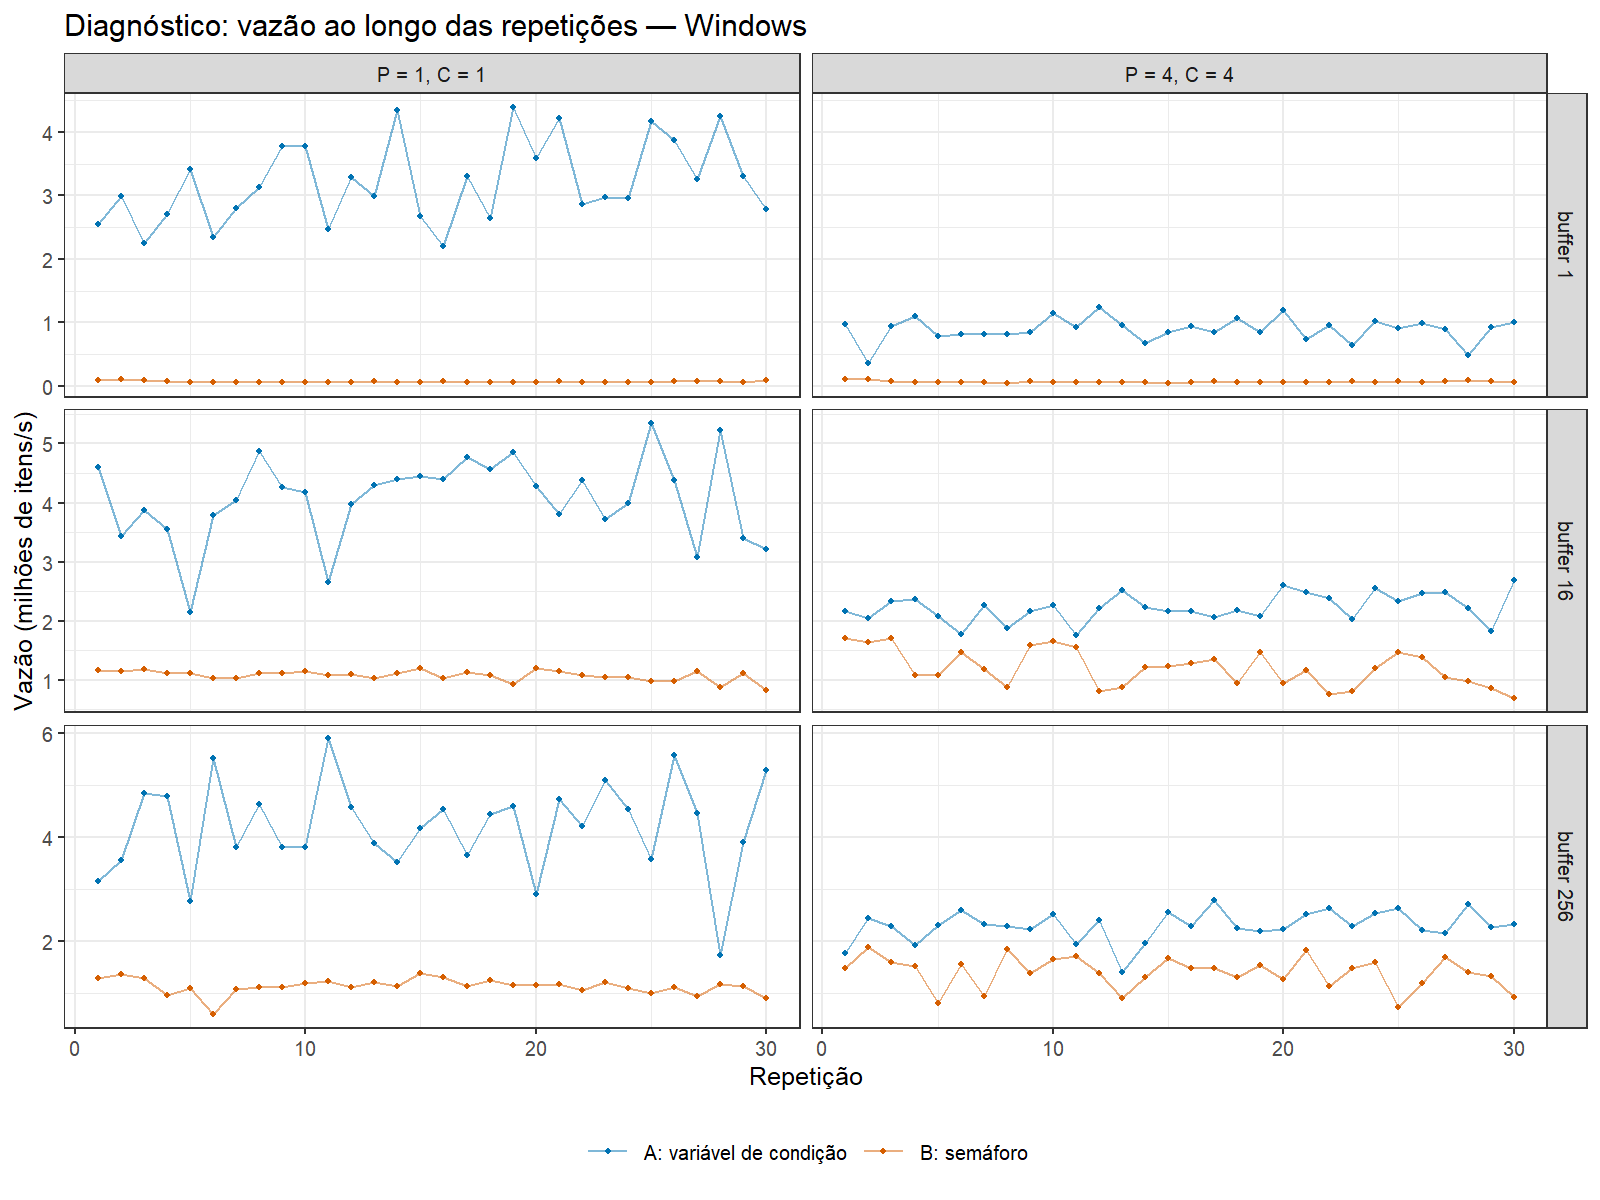 Diagnóstico: vazão ao longo das repetições — Windows
P = 1, C = 1
P = 4, C = 4
4
3
2
1
0
buffer 1
5
4
3
2
1
buffer 16
6
4
2
buffer 256
Vazão (milhões de itens/s)
0 10 20 30
0 10 20 30
Repetição
A: variável de condição
B: semáforo